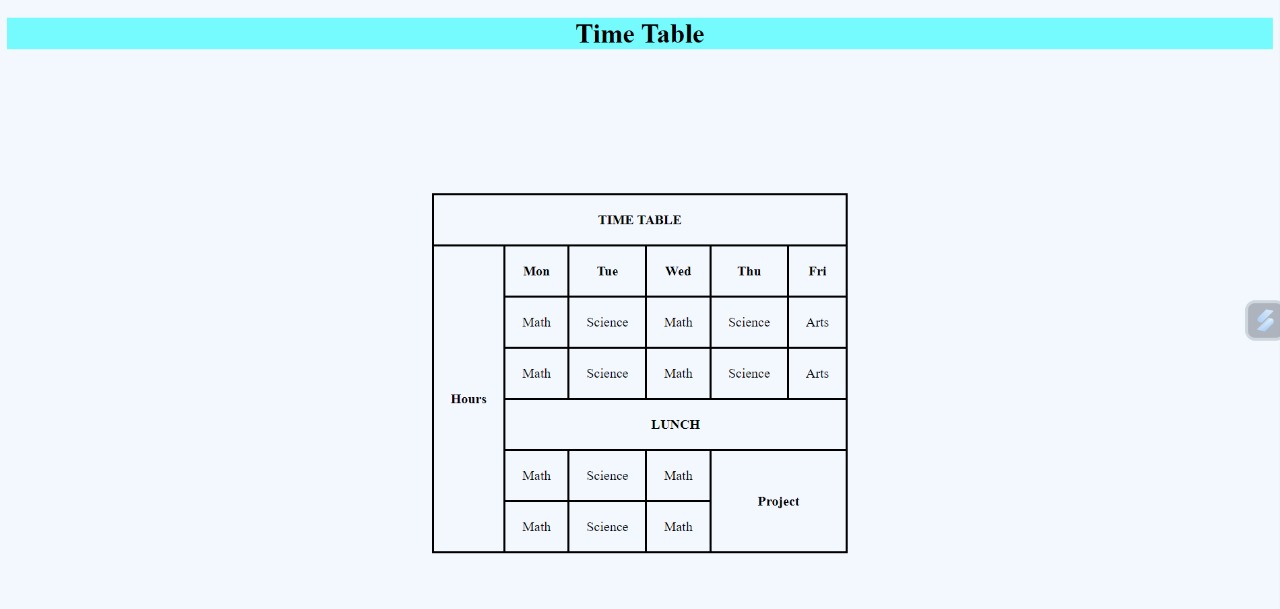 Time Table
TIME TABLE
Hours
Mon Tue Wed Thu Fri
Math Science Math Science Arts
Math Science Math Science Arts
LUNCH
Math Science Math Project
Math Science Math